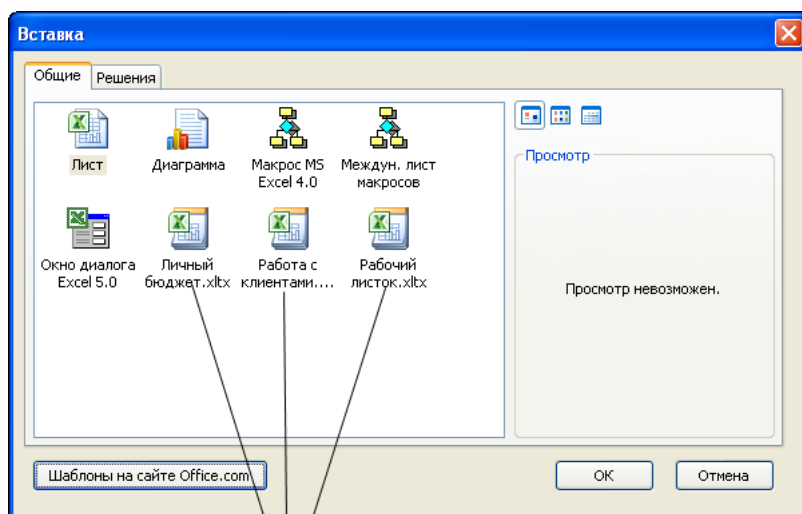 Вставка
Общие
Решения
Лист
Диаграмма
Макрос MS
Excel 4.0
Междун. лист
макросов
Окно диалога
Excel 5.0
Личный
бюджет.xltx
Работа с
клиентами....
Рабочий
листок.xltx
Просмотр
Просмотр невозможен.
Шаблоны на сайте Office.com
ОК
Отмена